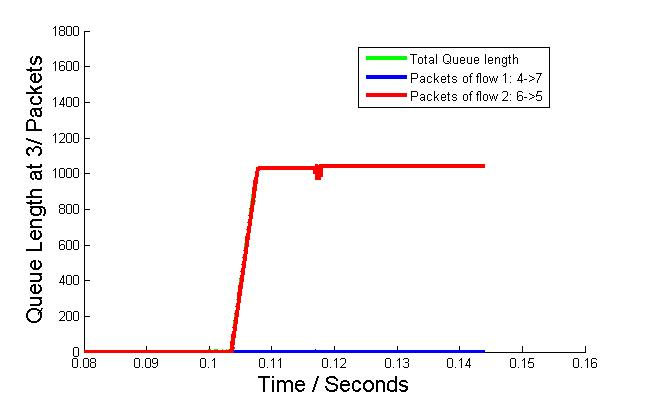 1800
1600
1400
1200
1000
800
600
400
200
0
Queue Length at 3/ Packets
Total Queue length
Packets of flow 1: 4->7
Packets of flow 2: 6->5
0.08 0.09 0.1 0.11 0.12 0.13 0.14 0.15 0.16
Time / Seconds